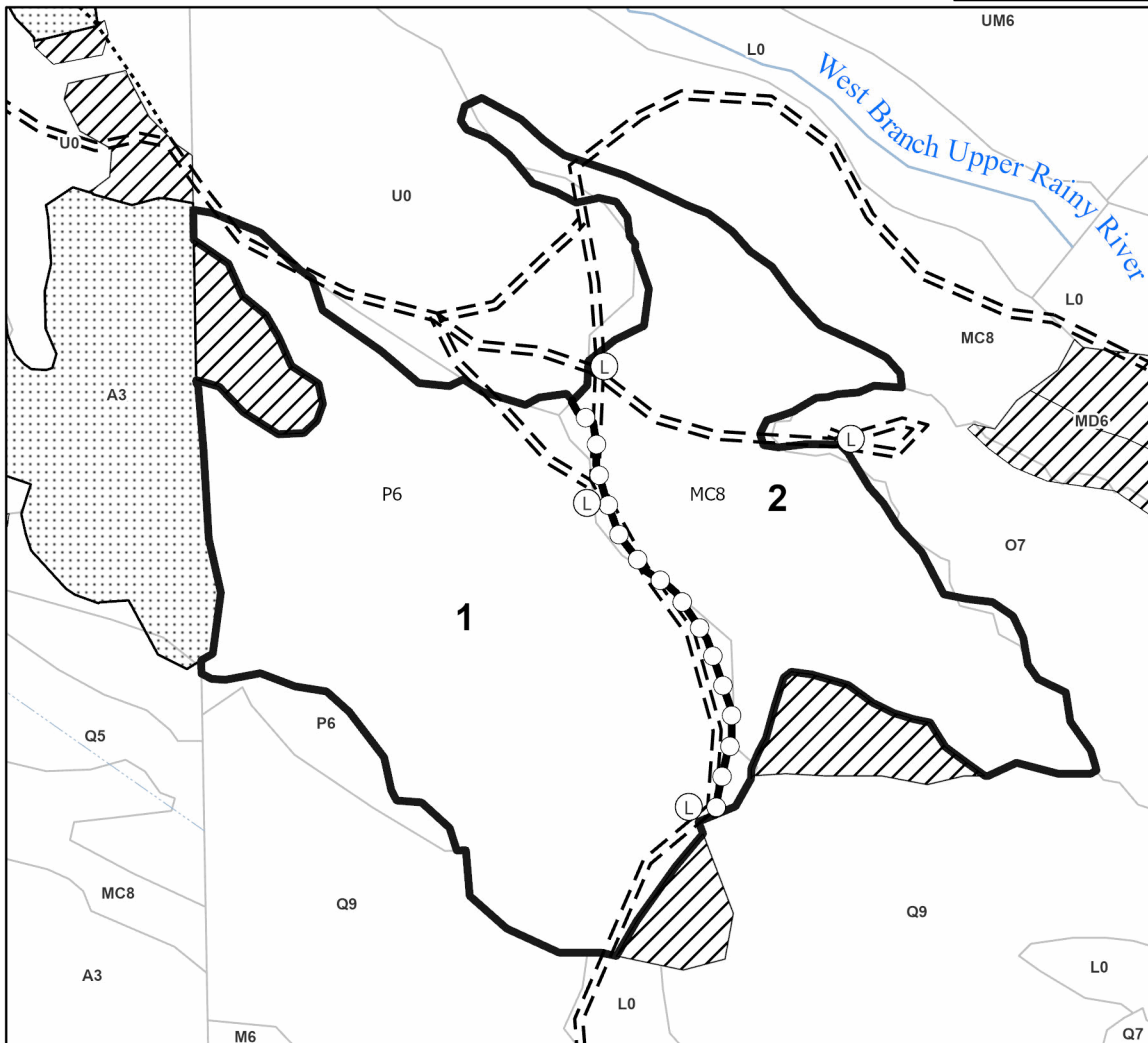 UM6
L0
West Branch Upper Rainy River
U0
U0
L0
MC8
A3
MD6
P6
MC8
2
O7
1
P6
Q5
MC8
Q9
Q9
A3
L0
L0
M6
Q7
L
L
L
L